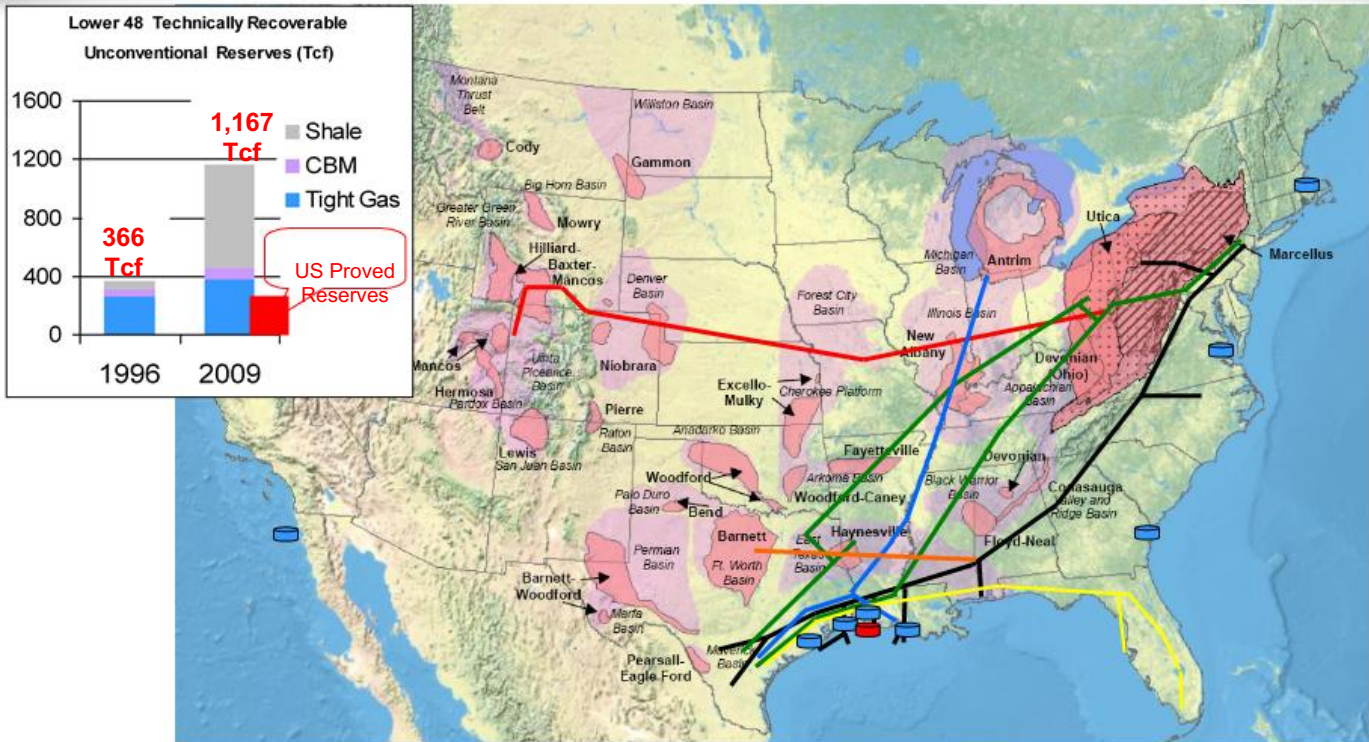 Lower 48 Technically Recoverable
Unconventional Reserves (Tcf)
1600
1200
800
400
0
366
Tcf
1,167
Tcf
Shale
CBM
Tight Gas
US Proved
Reserves
1996
2009
Montana
Thrust
Belt
Williston Basin
Cody
Gammon
Big Horn Basin
Greater Green
River Basin
Mowry
Hilliard-
Baxter-
Mancos
Denver
Basin
Mancos
Hermosa
Pardox Basin
Uinta
Piceance
Basin
Niobrara
Forest City
Basin
Michigan
Basin
Antrim
Utica
Marcellus
Illinois Basin
New
Albany
Devonian
(Ohio)
Appalachian
Basin
Excello-
Mulky
Cherokee Platform
Pierre
Raton
Basin
Anadarko Basin
Lewis
San Juan Basin
Woodford
Fayetteville
Arkoma Basin
Woodford-Caney
Devonian
Black Warrior
Basin
Conasauga
Valley and
Ridge Basin
Palo Duro
Basin
Bend
Barnett
Ft. Worth
Basin
East
Texas
Basin
Haynesville
Floyd-Neal
Permian
Basin
Barnett-
Woodford
Marfa
Basin
Maverick
Basin
Pearsall-
Eagle Ford